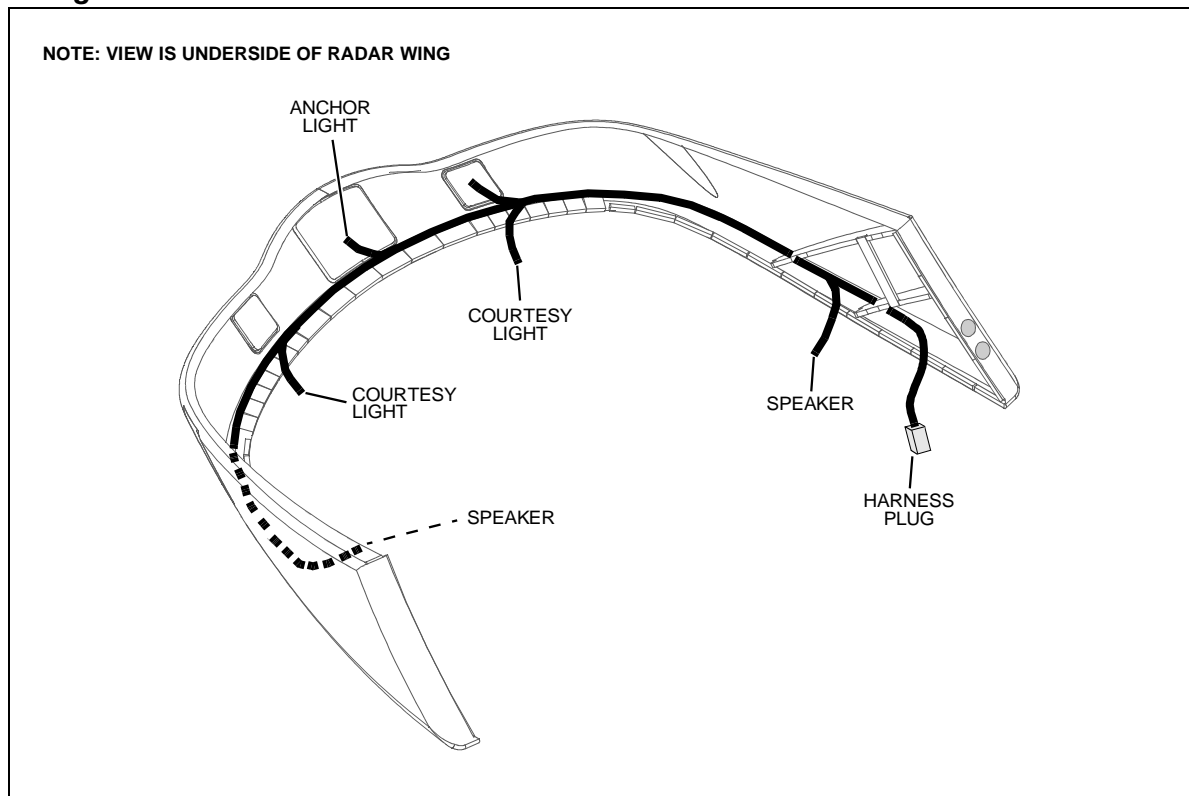 NOTE: VIEW IS UNDERSIDE OF RADAR WING
ANCHOR
LIGHT
COURTESY
LIGHT
COURTESY
LIGHT
SPEAKER
HARNESS
PLUG
SPEAKER